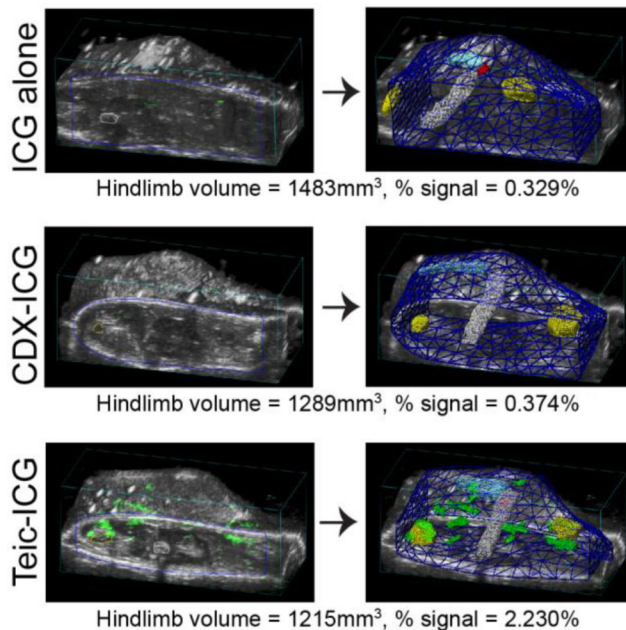 ICG alone
Hindlimb volume = 1483mm³, % signal = 0.329%
CDX-ICG
Hindlimb volume = 1289mm³, % signal = 0.374%
Teic-ICG
Hindlimb volume = 1215mm³, % signal = 2.230%